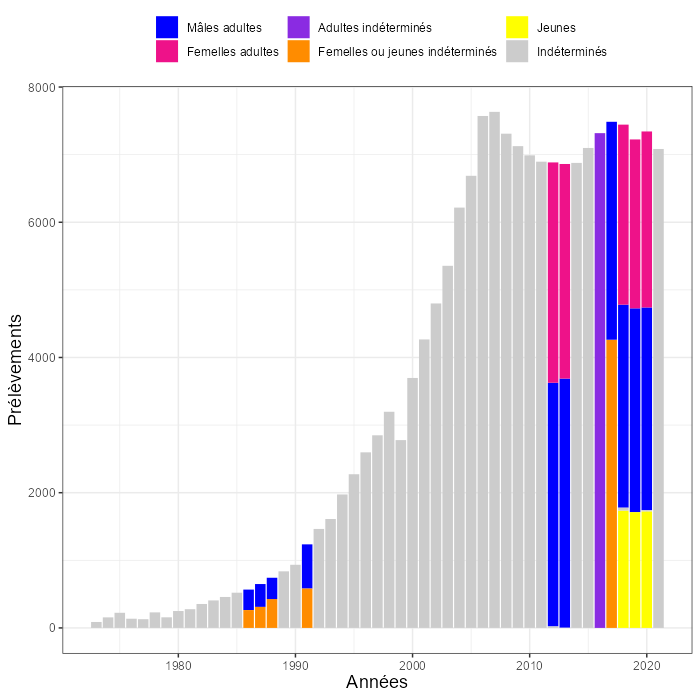 Mâles adultes Adultes indéterminés Jeunes
Femelles adultes Femelles ou jeunes indéterminés Indéterminés
8000
6000
4000
2000
0
Prélèvements
1980 1990 2000 2010 2020
Années